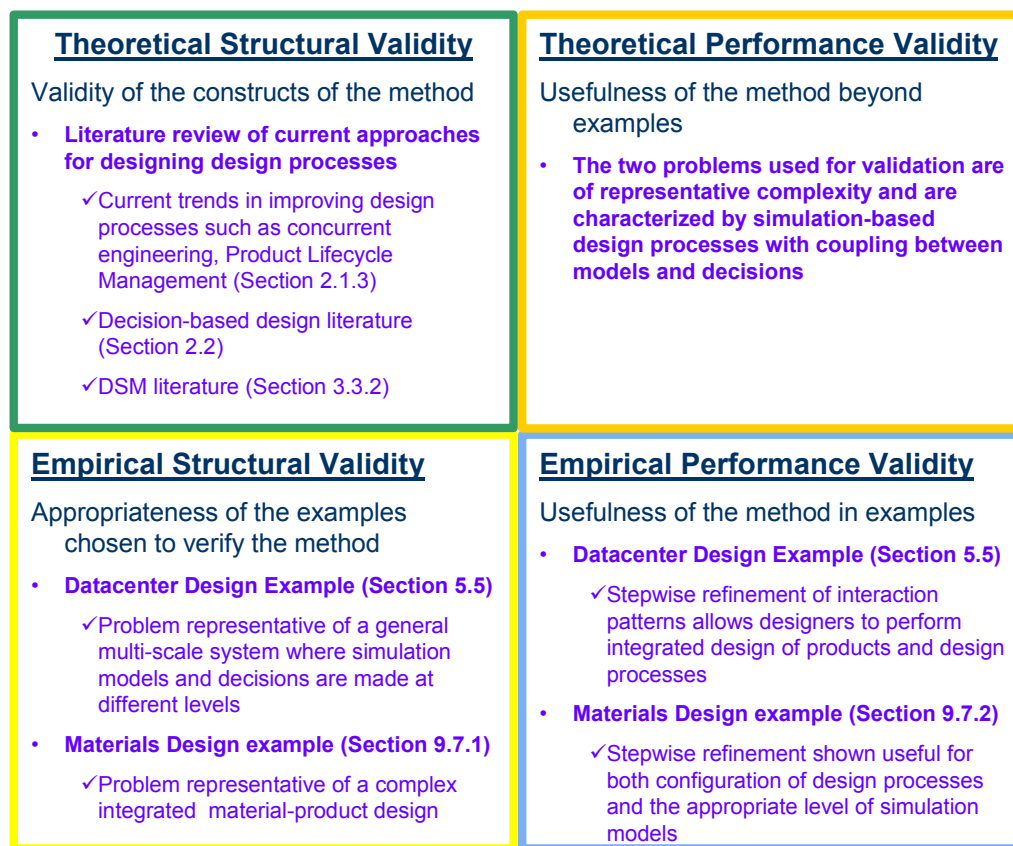 Theoretical Structural Validity
Validity of the constructs of the method
• Literature review of current approaches
for designing design processes
✓Current trends in improving design
processes such as concurrent
engineering, Product Lifecycle
Management (Section 2.1.3)
✓Decision-based design literature
(Section 2.2)
✓DSM literature (Section 3.3.2)
Theoretical Performance Validity
Usefulness of the method beyond
examples
• The two problems used for validation are
of representative complexity and are
characterized by simulation-based
design processes with coupling between
models and decisions
Empirical Structural Validity
Appropriateness of the examples
chosen to verify the method
• Datacenter Design Example (Section 5.5)
✓Problem representative of a general
multi-scale system where simulation
models and decisions are made at
different levels
• Materials Design example (Section 9.7.1)
✓Problem representative of a complex
integrated material-product design
Empirical Performance Validity
Usefulness of the method in examples
• Datacenter Design Example (Section 5.5)
✓Stepwise refinement of interaction
patterns allows designers to perform
integrated design of products and design
processes
• Materials Design example (Section 9.7.2)
✓Stepwise refinement shown useful for
both configuration of design processes
and the appropriate level of simulation
models